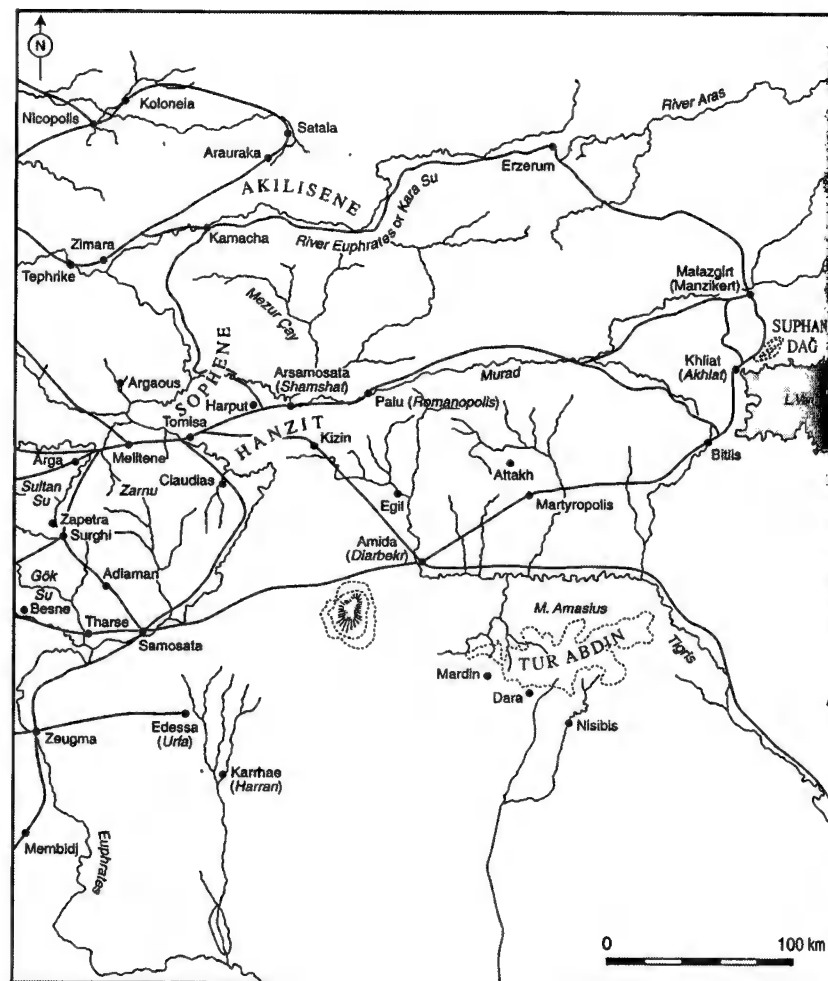 N
Koloneia
Nicopolis
Satala
Arauraka
River Aras
Erzerum
AKILISENE
River Euphrates or Kara Su
Zimara
Kamacha
Tephrike
Malazgirt
(Manzikert)
Mezur Çay
SUPHAN
DAĞ
SOPHENE
Argaous
Arsamosata
(Shamshat)
Khliat
(Akhlat)
Murad
Harput
Palu (Romanopolis)
Tomisa
HANZIT
Kizin
Melitene
Bitlis
Arga
Claudias
Attakh
Sultan
Su
Zarnu
Egil
Martyropolis
Zapetra
Surghi
Amida
(Diarbekr)
Gök
Su
Adiaman
Besne
M. Amasius
Tharse
Samosata
TUR ABDIN
Tigris
Mardin
Dara
Edessa
(Urfa)
Nisibis
Zeugma
Karrhae
(Harran)
Membidj
Euphrates
0 100 km